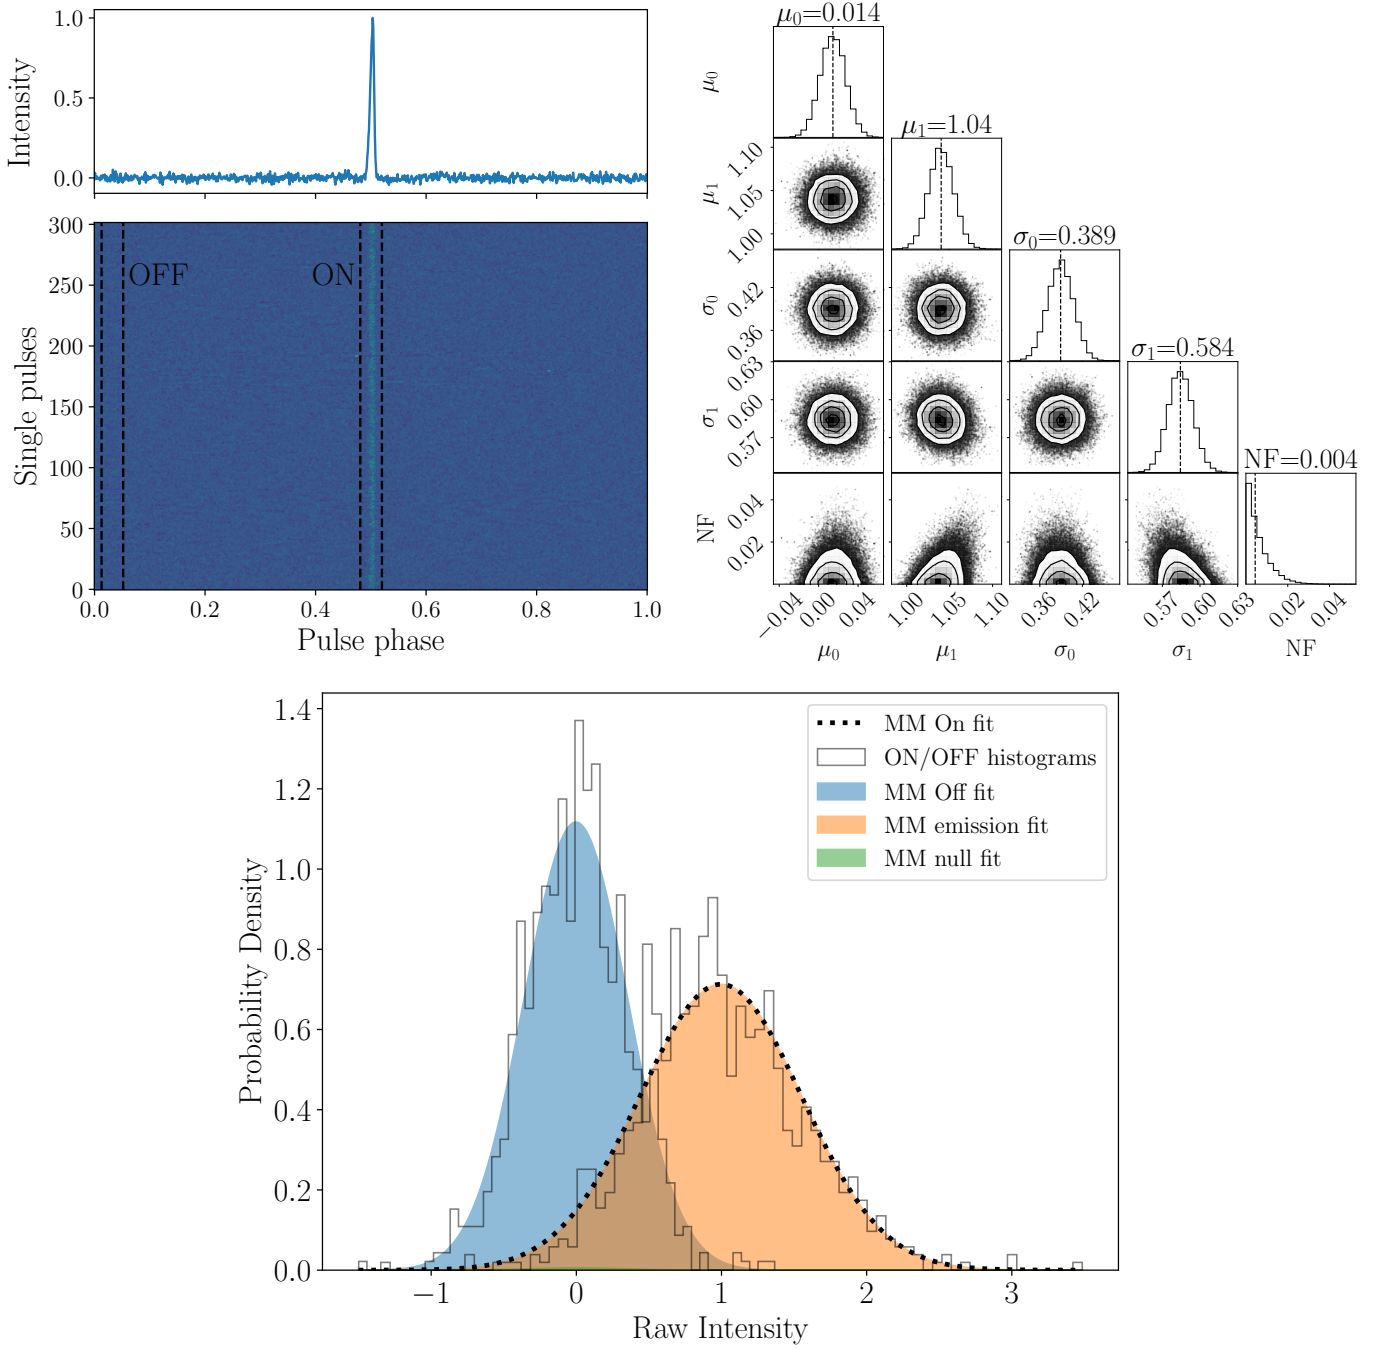 1.0
0.5
0.0
Intensity
300
250
200
150
100
50
0
Single pulses
OFF
ON
0.0 0.2 0.4 0.6 0.8 1.0
Pulse phase
μ₀=0.014
μ₀
μ₁=1.04
1.10
1.05
1.00
μ₁
σ₀=0.389
0.42
0.36
σ₀
σ₁=0.584
0.63
0.60
0.57
σ₁
NF=0.004
0.04
0.02
NF
−0.04 0.00 0.04 1.00 1.05 1.10 0.36 0.42 0.57 0.60 0.63 0.02 0.04
μ₀ μ₁ σ₀ σ₁ NF
1.4
1.2
1.0
0.8
0.6
0.4
0.2
0.0
Probability Density
MM On fit
ON/OFF histograms
MM Off fit
MM emission fit
MM null fit
−1 0 1 2 3
Raw Intensity